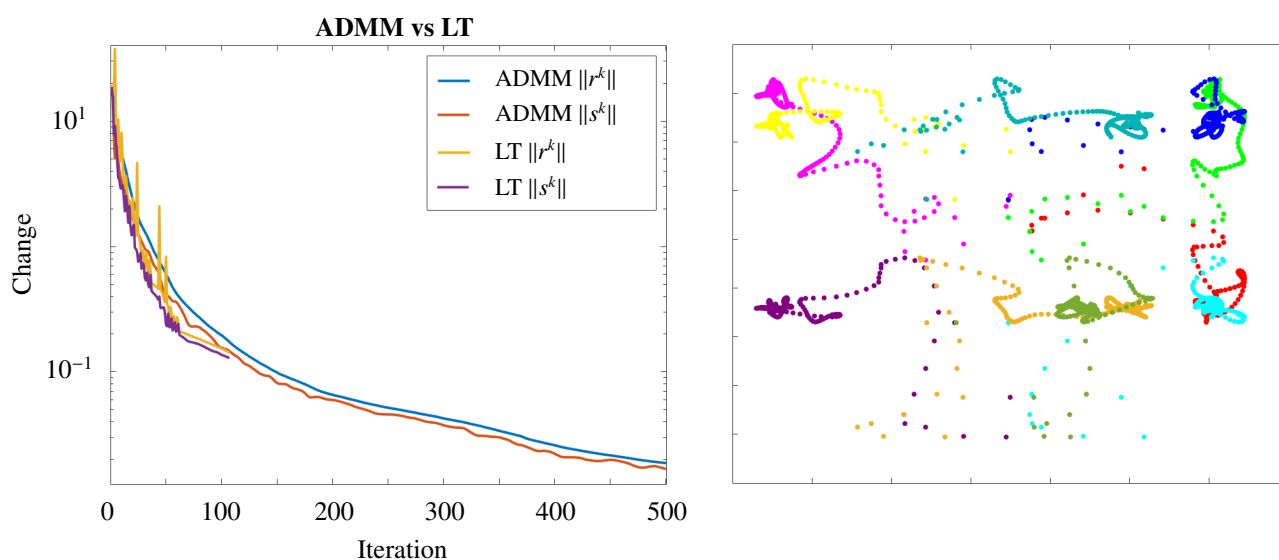 ADMM vs LT
ADMM ||r^k||
ADMM ||s^k||
LT ||r^k||
LT ||s^k||
Change
10^1
10^−1
0 100 200 300 400 500
Iteration